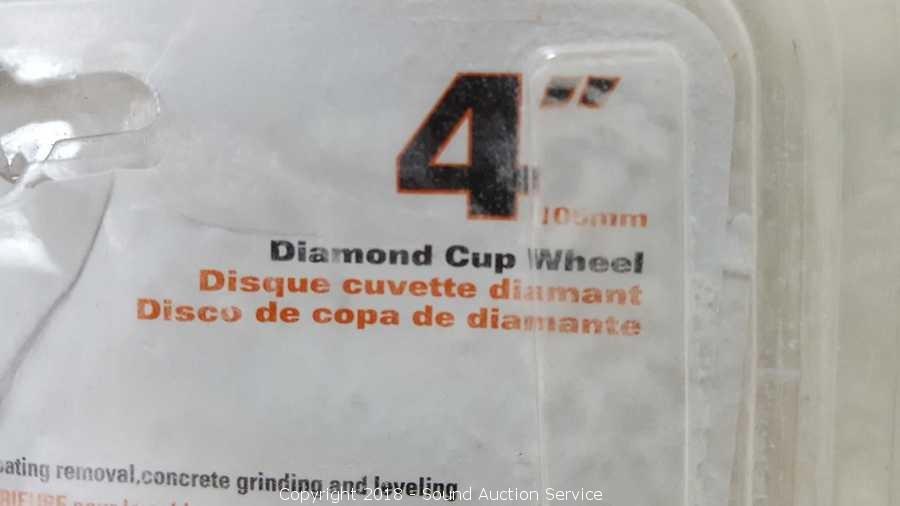 4"
105mm
Diamond Cup Wheel
Disque cuvette diamant
Disco de copa de diamante
removal,concrete grinding and leveling
Copyright 2018 - Sound Auction Service